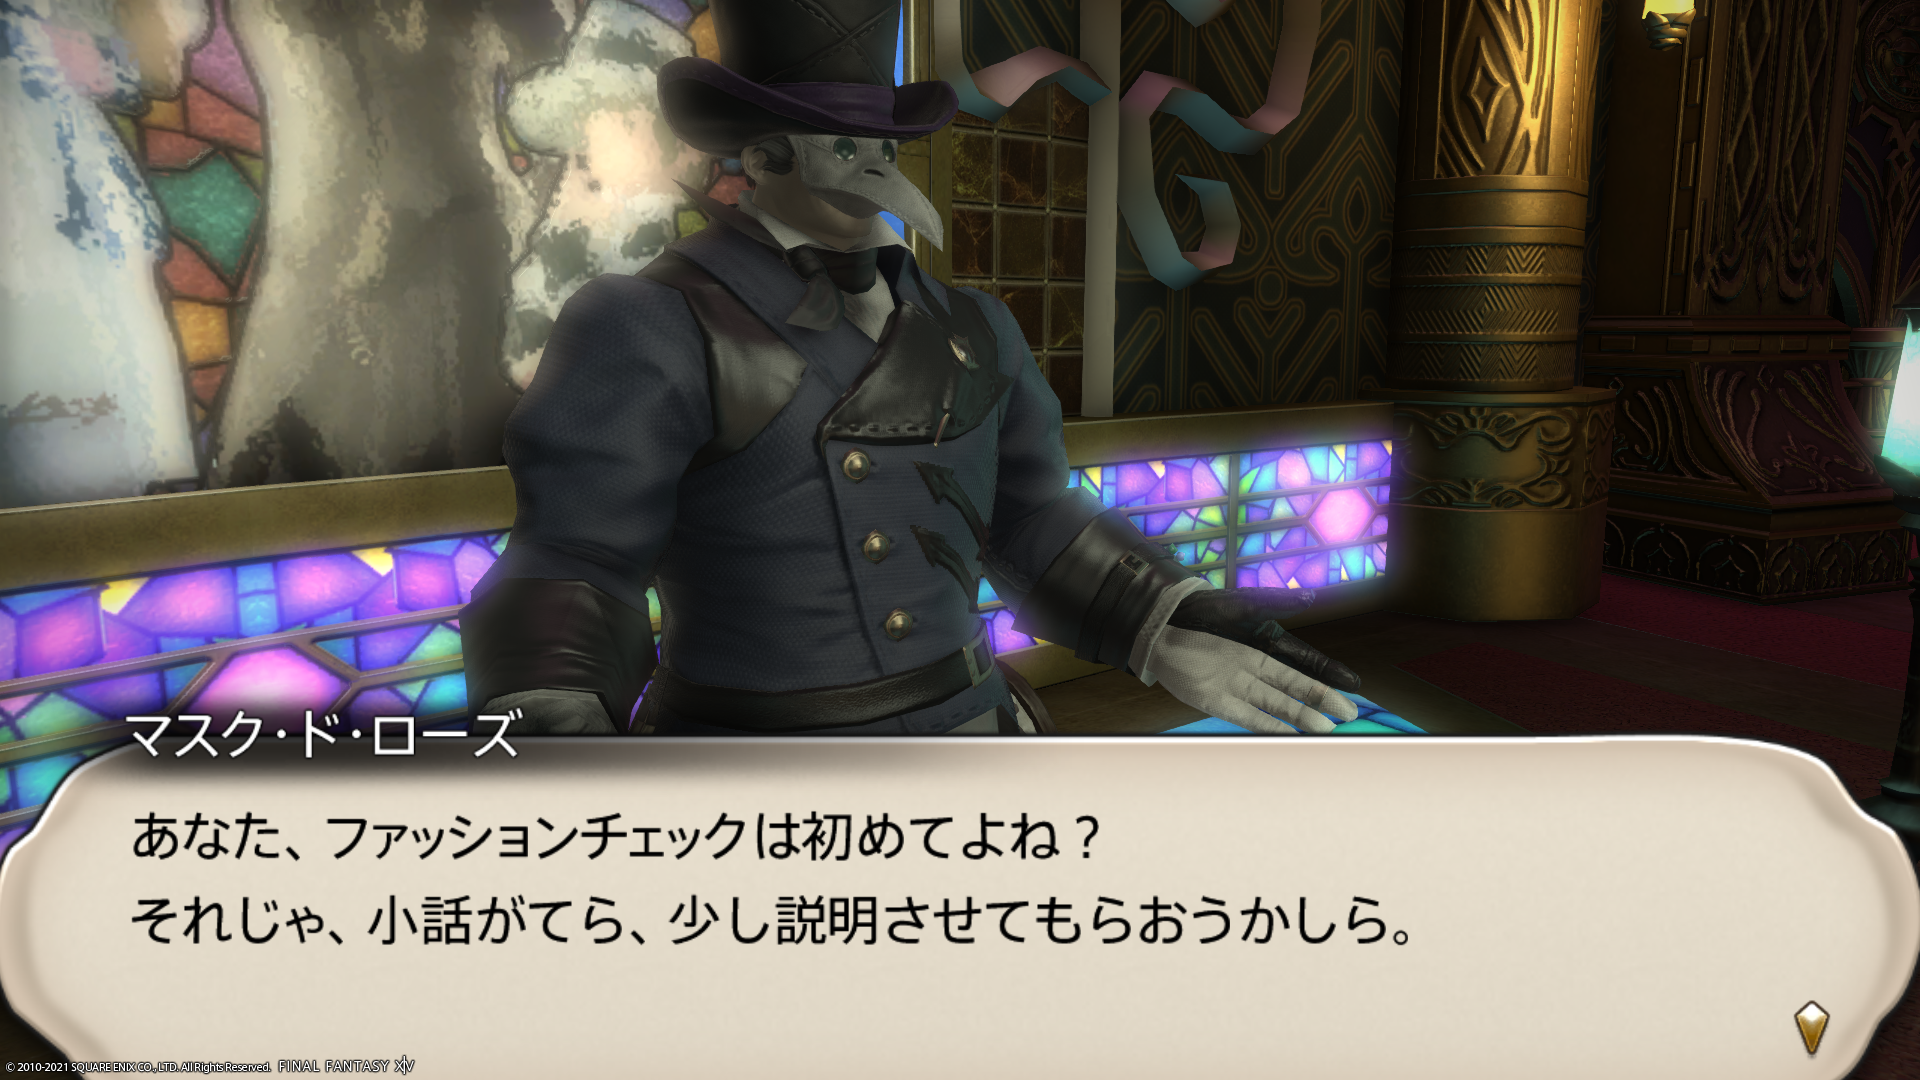 マスク・ド・ローズ
あなた、ファッションチェックは初めてよね？
それじゃ、小話がてら、少し説明させてもらおうかしら。
© 2010-2021 SQUARE ENIX CO., LTD. All Rights Reserved. FINAL FANTASY XIV